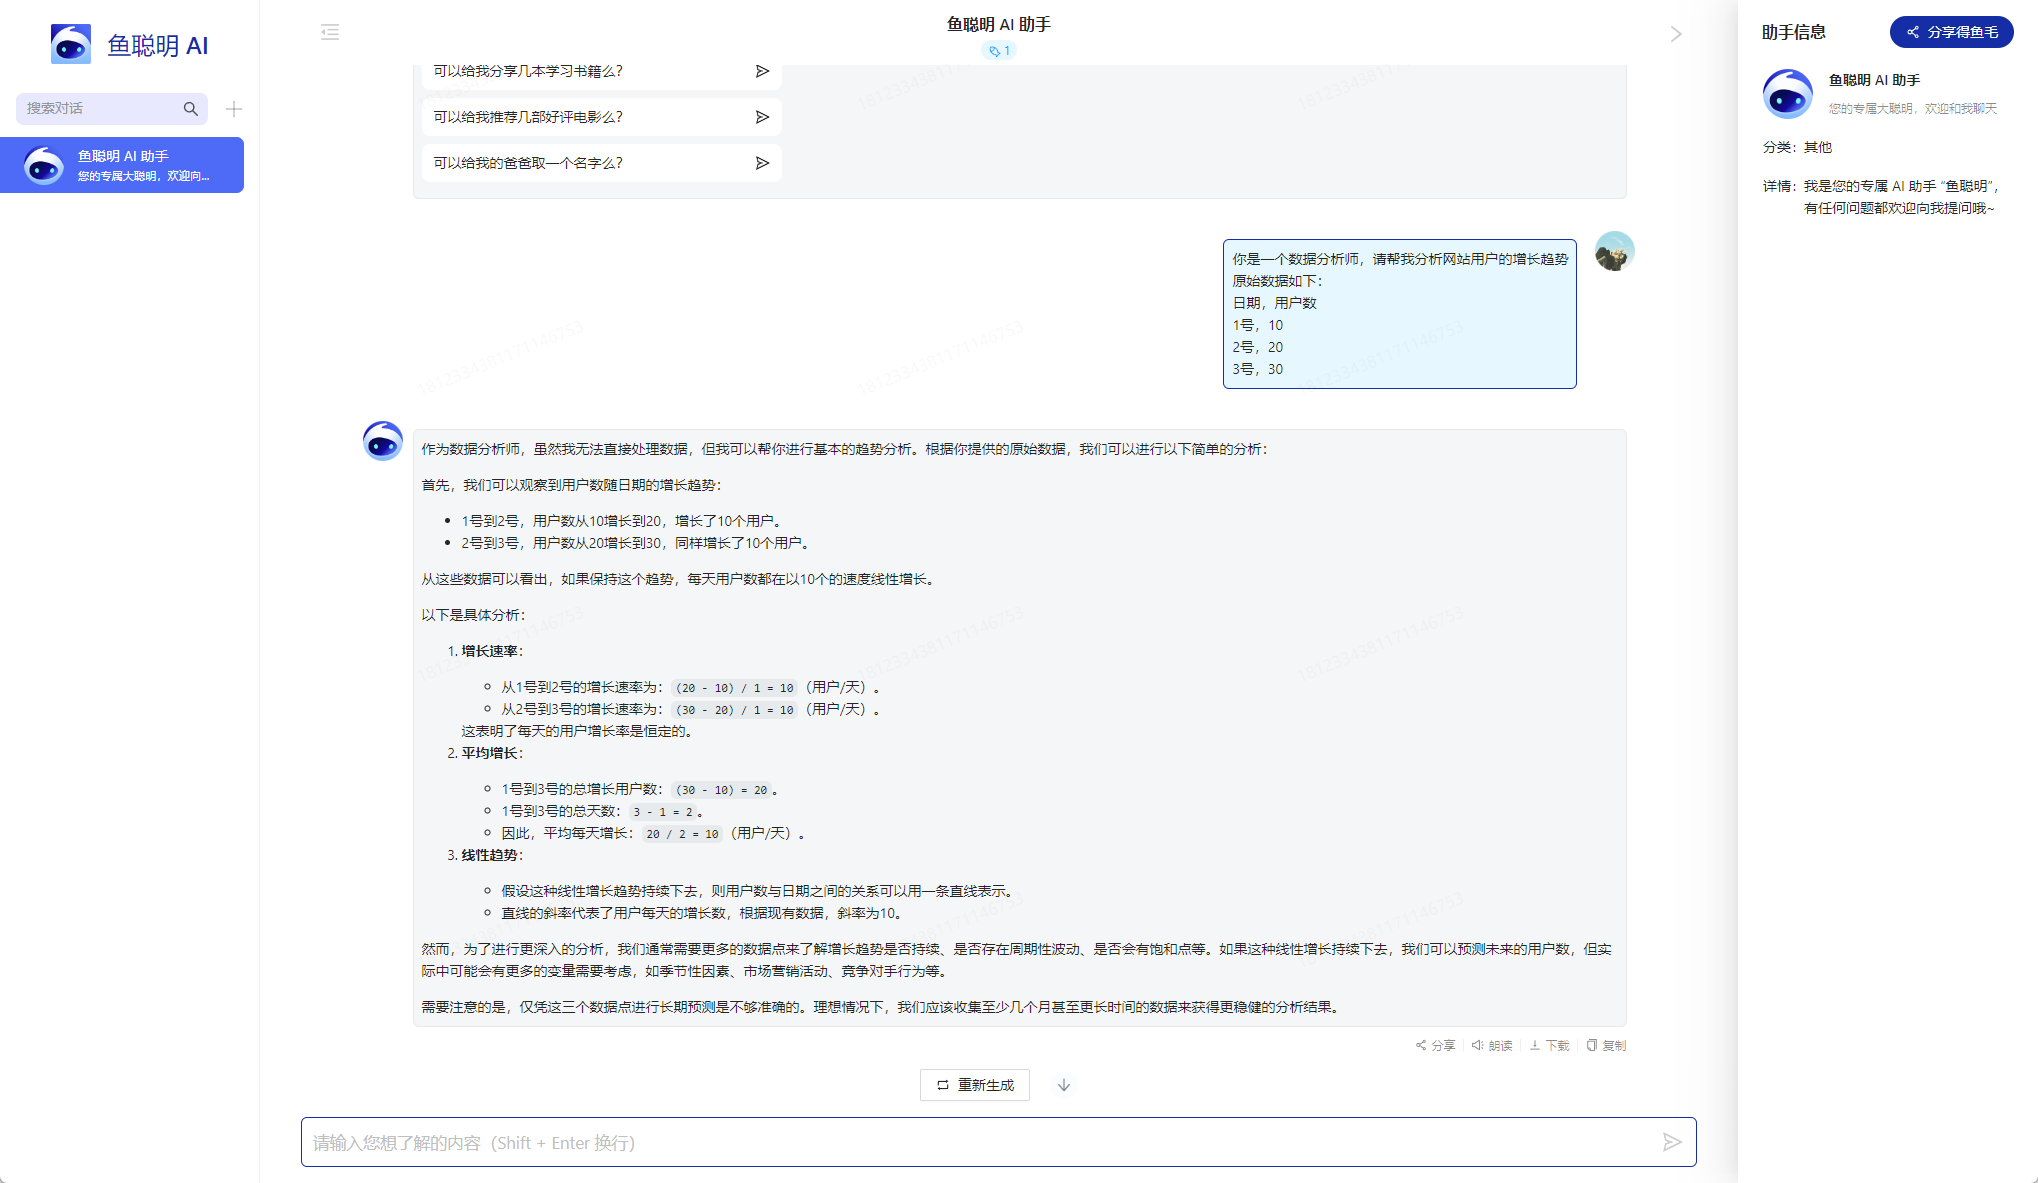 鱼聪明 AI
搜索对话
鱼聪明 AI 助手
您的专属大聪明，欢迎向...
鱼聪明 AI 助手
1
可以给我分享几本学习书籍么？
可以给我推荐几部好评电影么？
可以给我的爸爸取一个名字么？
你是一个数据分析师，请帮我分析网站用户的增长趋势
原始数据如下：
日期，用户数
1号，10
2号，20
3号，30
作为数据分析师，虽然我无法直接处理数据，但我可以帮你进行基本的趋势分析。根据你提供的原始数据，我们可以进行以下简单的分析：
首先，我们可以观察到用户数随日期的增长趋势：
• 1号到2号，用户数从10增长到20，增长了10个用户。
• 2号到3号，用户数从20增长到30，同样增长了10个用户。
从这些数据可以看出，如果保持这个趋势，每天用户数都在以10个的速度线性增长。
以下是具体分析：
1. 增长速率：
从1号到2号的增长速率为： (20 - 10) / 1 = 10 （用户/天）。
从2号到3号的增长速率为： (30 - 20) / 1 = 10 （用户/天）。
这表明了每天的用户增长率是恒定的。
2. 平均增长：
1号到3号的总增长用户数： (30 - 10) = 20 。
1号到3号的总天数： 3 - 1 = 2 。
因此，平均每天增长： 20 / 2 = 10 （用户/天）。
3. 线性趋势：
假设这种线性增长趋势持续下去，则用户数与日期之间的关系可以用一条直线表示。
直线的斜率代表了用户每天的增长数，根据现有数据，斜率为10。
然而，为了进行更深入的分析，我们通常需要更多的数据点来了解增长趋势是否持续、是否存在周期性波动、是否会有饱和点等。如果这种线性增长持续下去，我们可以预测未来的用户数，但实
际中可能会有更多的变量需要考虑，如季节性因素、市场营销活动、竞争对手行为等。
需要注意的是，仅凭这三个数据点进行长期预测是不够准确的。理想情况下，我们应该收集至少几个月甚至更长时间的数据来获得更稳健的分析结果。
分享 朗读 下载 复制
重新生成
请输入您想了解的内容（Shift + Enter 换行）
助手信息
分享得鱼毛
鱼聪明 AI 助手
您的专属大聪明，欢迎和我聊天
分类：其他
详情：我是您的专属 AI 助手 “鱼聪明”，
有任何问题都欢迎向我提问哦~
1812334381171146753